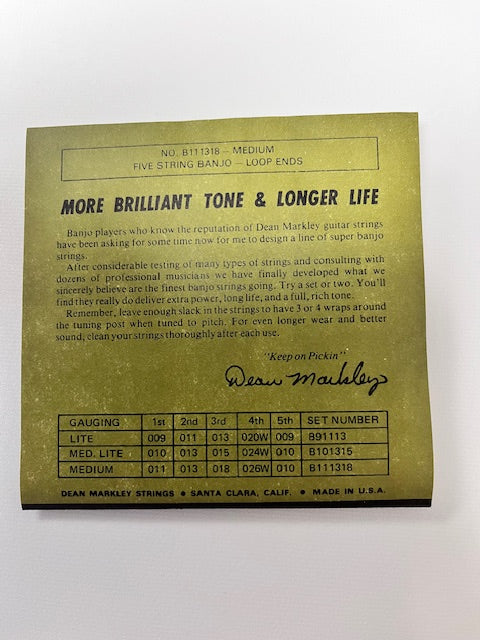 NO. B111318 — MEDIUM
FIVE STRING BANJO — LOOP ENDS
MORE BRILLIANT TONE & LONGER LIFE
Banjo players who know the reputation of Dean Markley guitar strings
have been asking for some time now for me to design a line of super banjo
strings.
After considerable testing of many types of strings and consulting with
dozens of professional musicians we have finally developed what we
sincerely believe are the finest banjo strings going. Try a set or two. You'll
find they really do deliver extra power, long life, and a full, rich tone.
Remember, leave enough slack in the strings to have 3 or 4 wraps around
the tuning post when tuned to pitch. For even longer wear and better
sound, clean your strings thoroughly after each use.
"Keep on Pickin"
Dean Markley
GAUGING 1st 2nd 3rd 4th 5th SET NUMBER
LITE 009 011 013 020W 009 B91113
MED. LITE 010 013 015 024W 010 B101315
MEDIUM 011 013 018 026W 010 B111318
DEAN MARKLEY STRINGS • SANTA CLARA, CALIF. • MADE IN U.S.A.